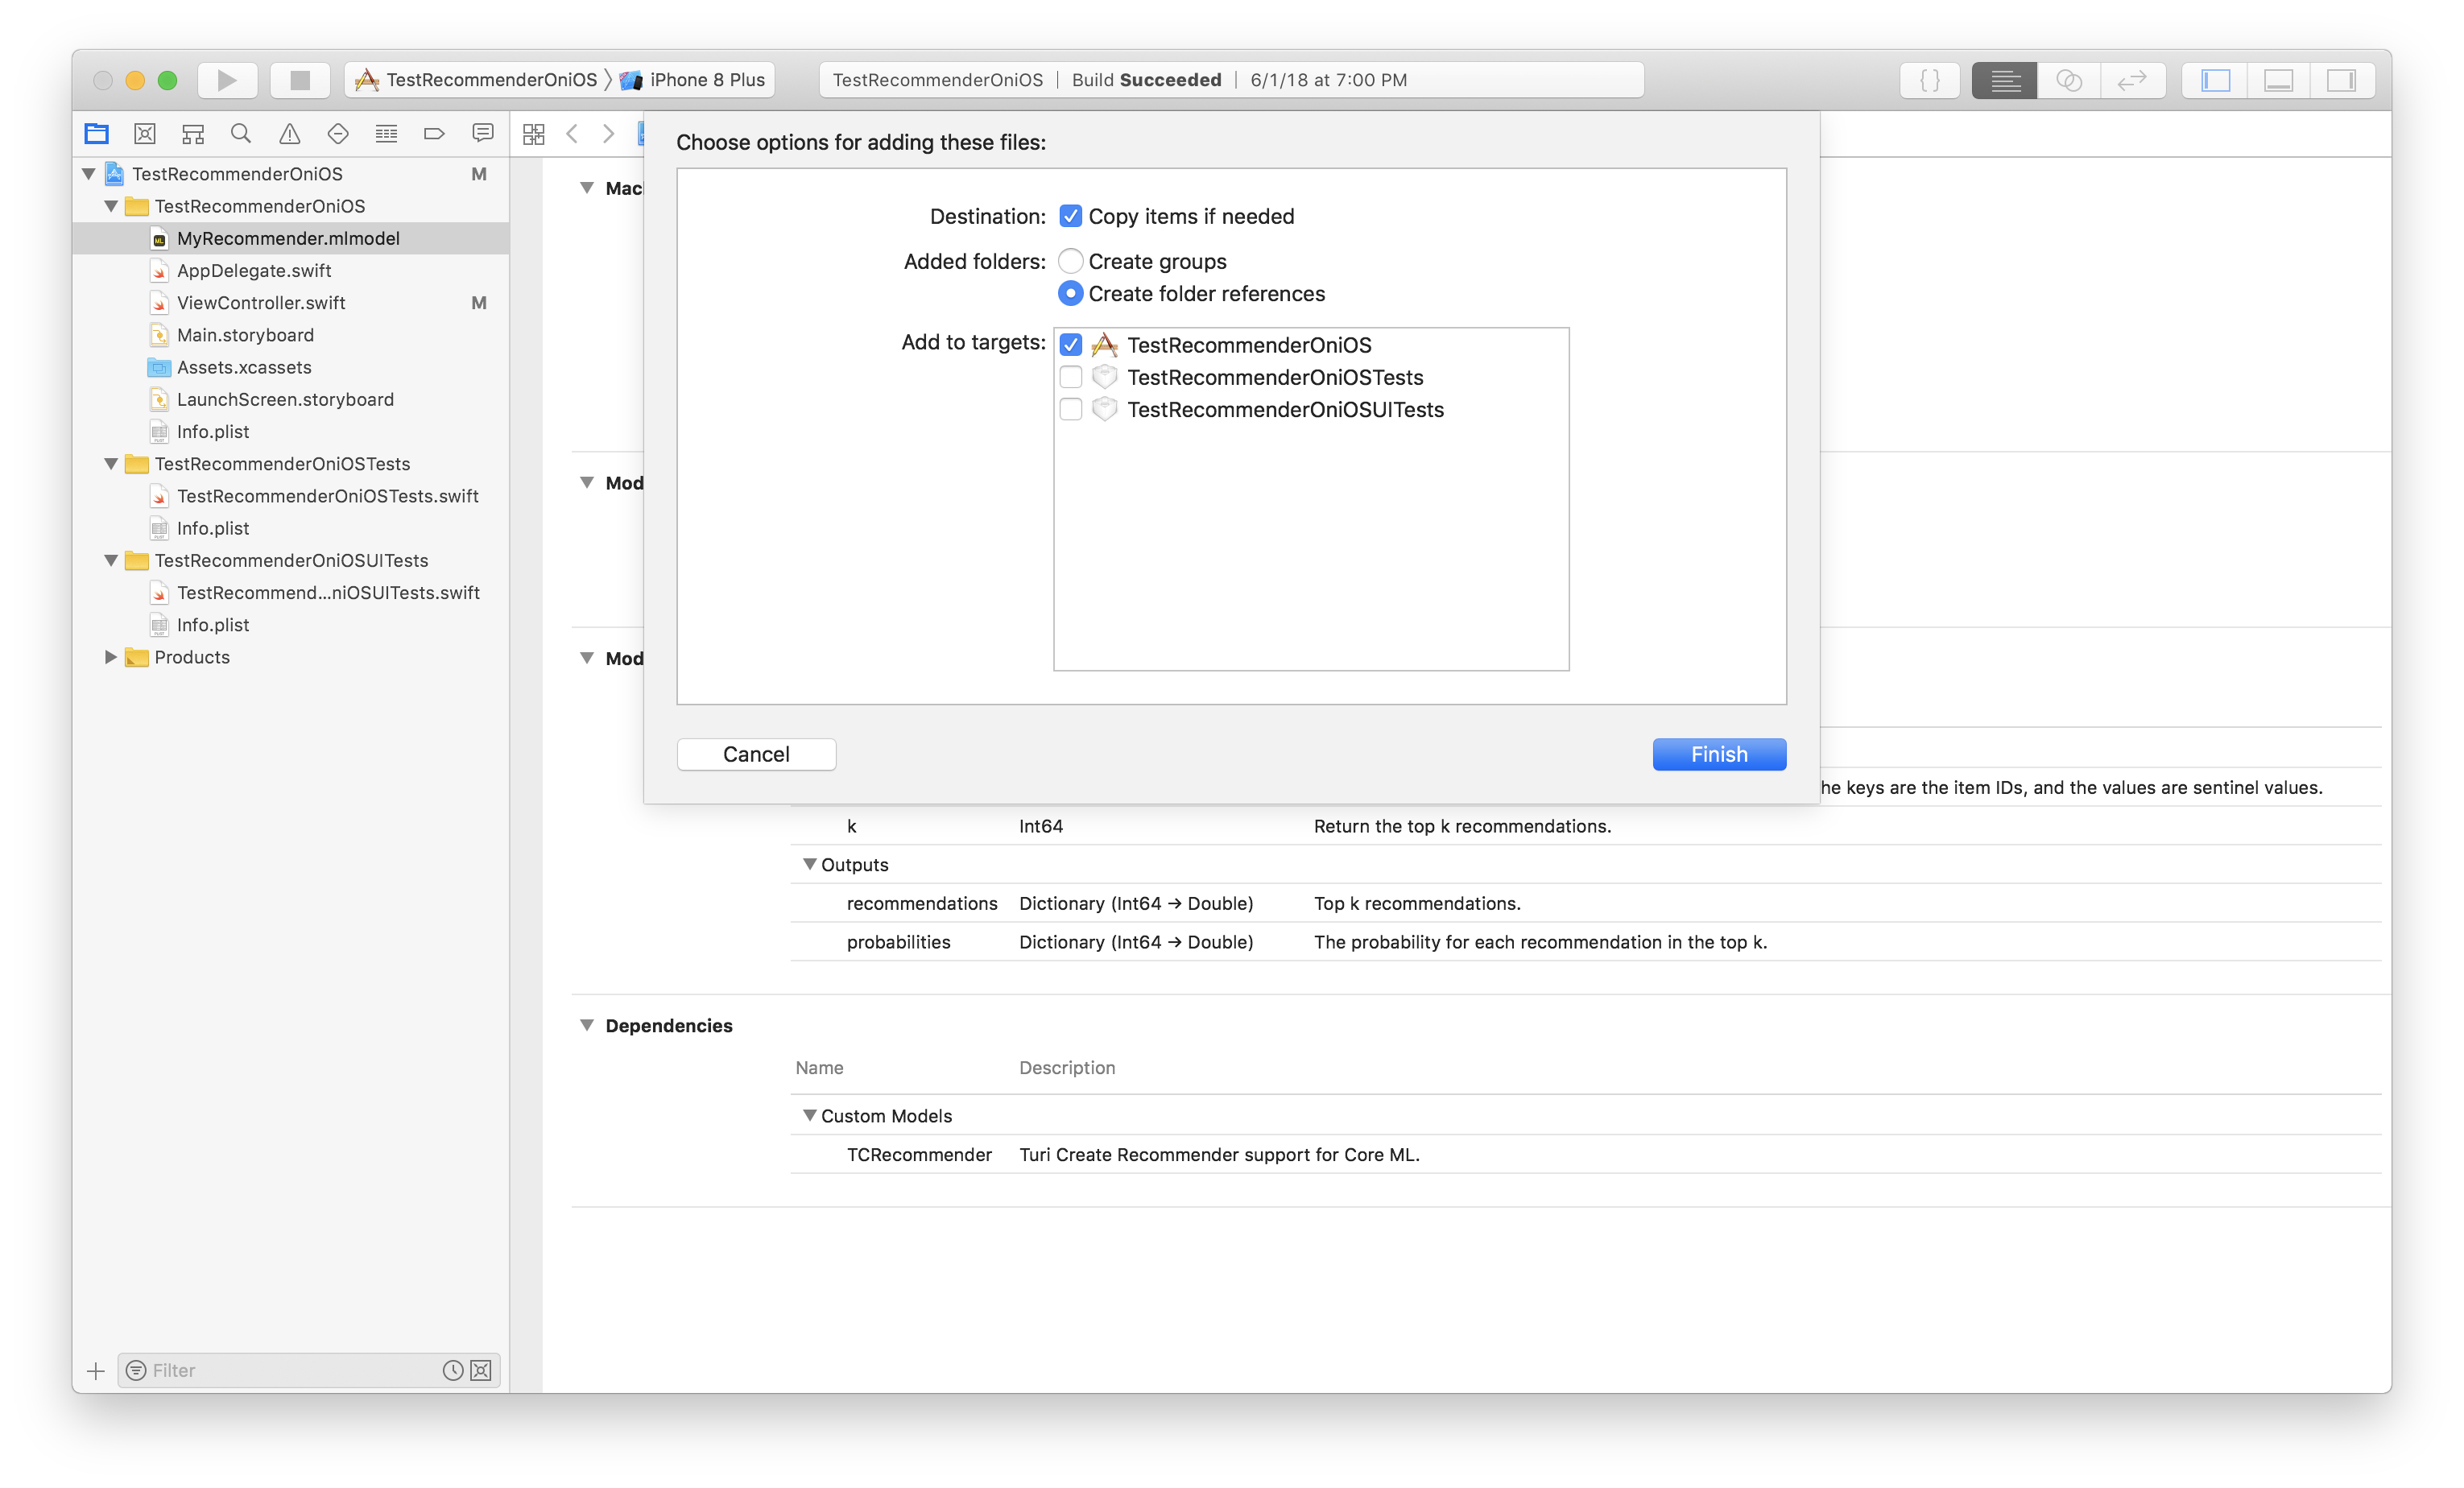 TestRecommenderOniOS 〉 iPhone 8 Plus
TestRecommenderOniOS | Build Succeeded | 6/1/18 at 7:00 PM
{ }
TestRecommenderOniOS M
TestRecommenderOniOS
MyRecommender.mlmodel
AppDelegate.swift
ViewController.swift M
Main.storyboard
Assets.xcassets
LaunchScreen.storyboard
Info.plist
TestRecommenderOniOSTests
TestRecommenderOniOSTests.swift
Info.plist
TestRecommenderOniOSUITests
TestRecommend...niOSUITests.swift
Info.plist
Products
Filter
Choose options for adding these files:
Destination: Copy items if needed
Added folders: Create groups
Create folder references
Add to targets: TestRecommenderOniOS
TestRecommenderOniOSTests
TestRecommenderOniOSUITests
Cancel Finish
Mac
Mod
Mod
he keys are the item IDs, and the values are sentinel values.
k Int64 Return the top k recommendations.
Outputs
recommendations Dictionary (Int64 → Double) Top k recommendations.
probabilities Dictionary (Int64 → Double) The probability for each recommendation in the top k.
Dependencies
Name Description
Custom Models
TCRecommender Turi Create Recommender support for Core ML.